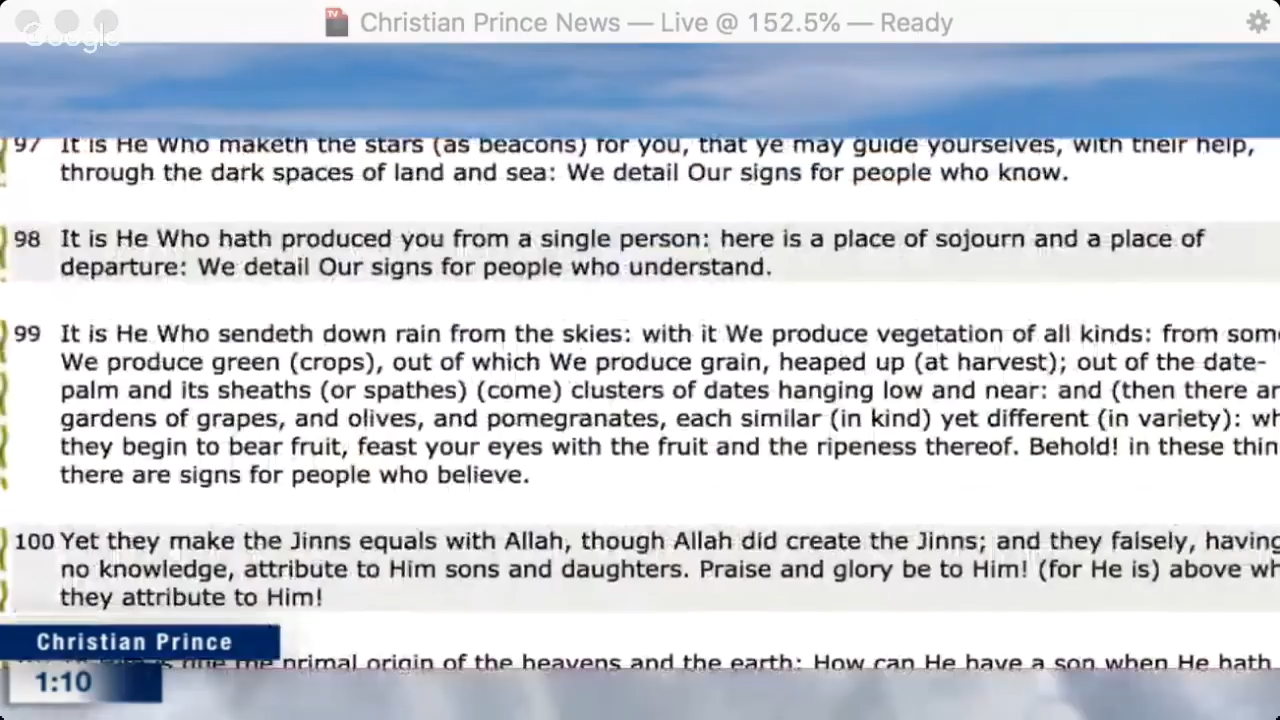 Christian Prince News — Live @ 152.5% — Ready
Google
97 It is He Who maketh the stars (as beacons) for you, that ye may guide yourselves, with their help,
through the dark spaces of land and sea: We detail Our signs for people who know.
98 It is He Who hath produced you from a single person: here is a place of sojourn and a place of
departure: We detail Our signs for people who understand.
99 It is He Who sendeth down rain from the skies: with it We produce vegetation of all kinds: from som
We produce green (crops), out of which We produce grain, heaped up (at harvest); out of the date-
palm and its sheaths (or spathes) (come) clusters of dates hanging low and near: and (then there ar
gardens of grapes, and olives, and pomegranates, each similar (in kind) yet different (in variety): wh
they begin to bear fruit, feast your eyes with the fruit and the ripeness thereof. Behold! in these thin
there are signs for people who believe.
100 Yet they make the Jinns equals with Allah, though Allah did create the Jinns; and they falsely, having
no knowledge, attribute to Him sons and daughters. Praise and glory be to Him! (for He is) above wh
they attribute to Him!
Christian Prince
the primal origin of the heavens and the earth: How can He have a son when He hath
1:10